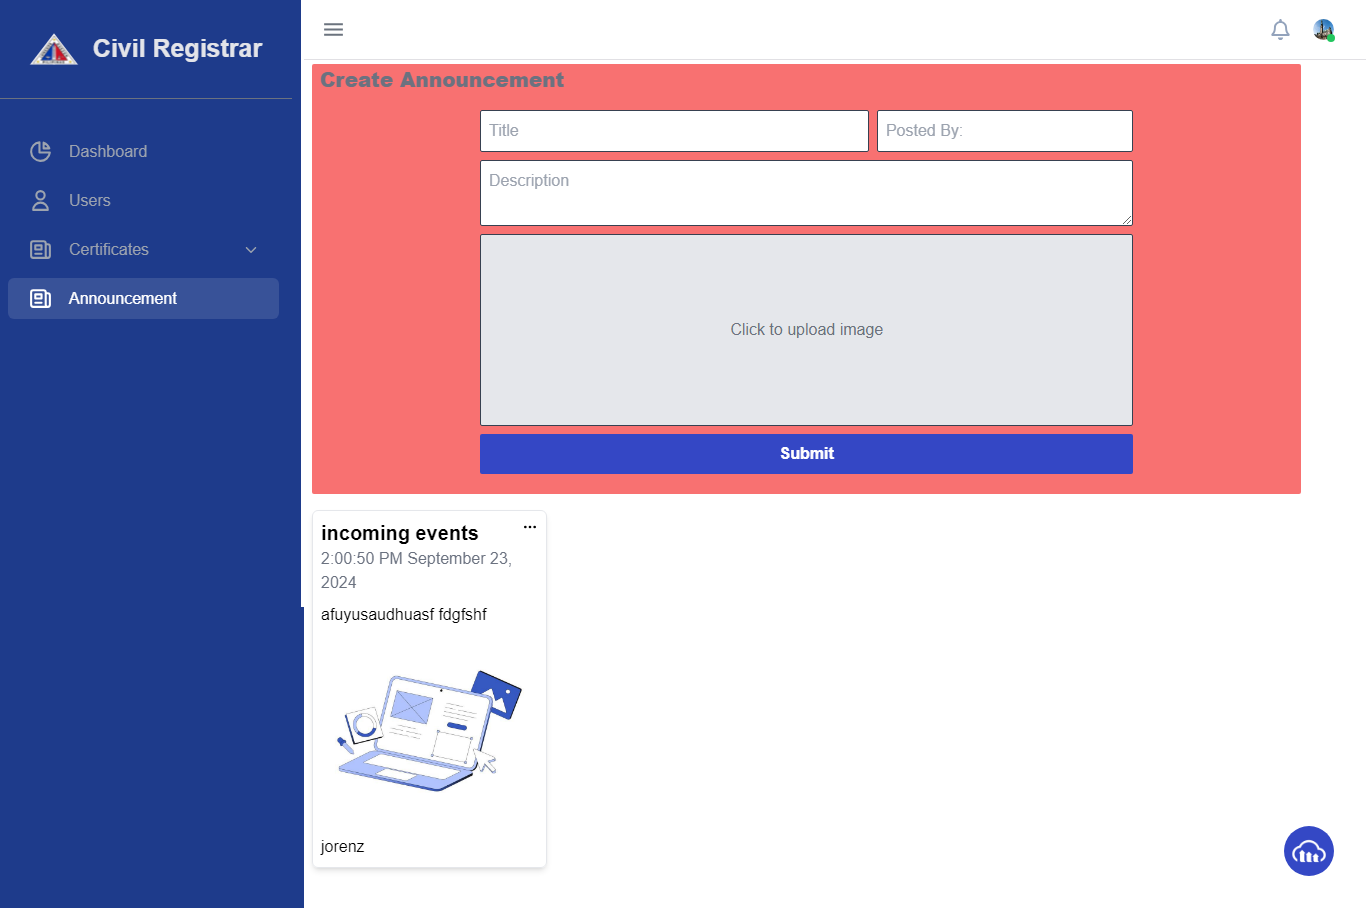 Civil Registrar
Dashboard
Users
Certificates
Announcement
Create Announcement
Title
Posted By:
Description
Click to upload image
Submit
incoming events
2:00:50 PM September 23,
2024
afuyusaudhuasf fdgfshf
jorenz